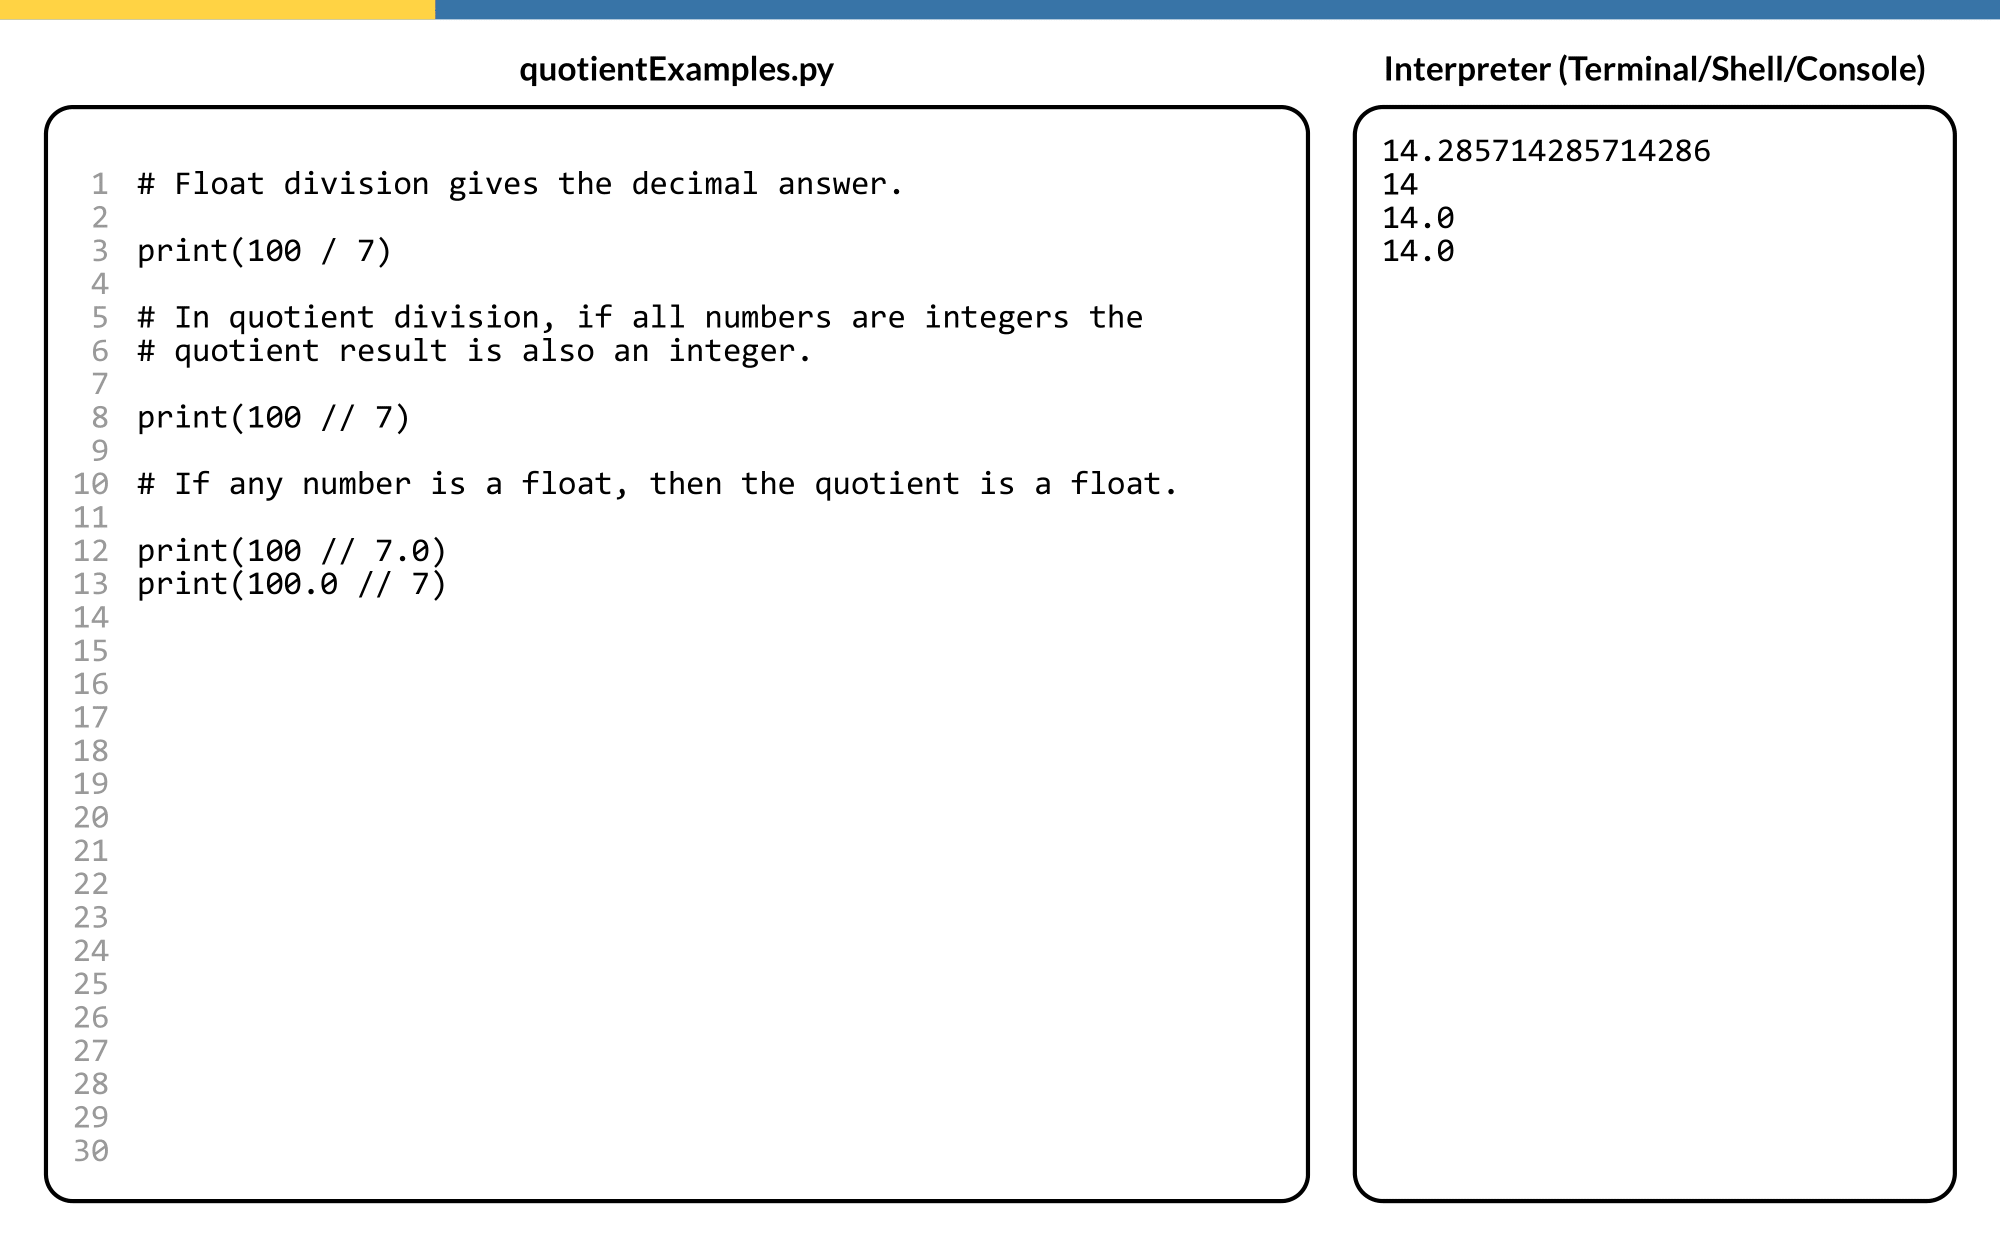 quotientExamples.py
1 # Float division gives the decimal answer.
2
3 print(100 / 7)
4
5 # In quotient division, if all numbers are integers the
6 # quotient result is also an integer.
7
8 print(100 // 7)
9
10 # If any number is a float, then the quotient is a float.
11
12 print(100 // 7.0)
13 print(100.0 // 7)
14
15
16
17
18
19
20
21
22
23
24
25
26
27
28
29
30
Interpreter (Terminal/Shell/Console)
14.285714285714286
14
14.0
14.0